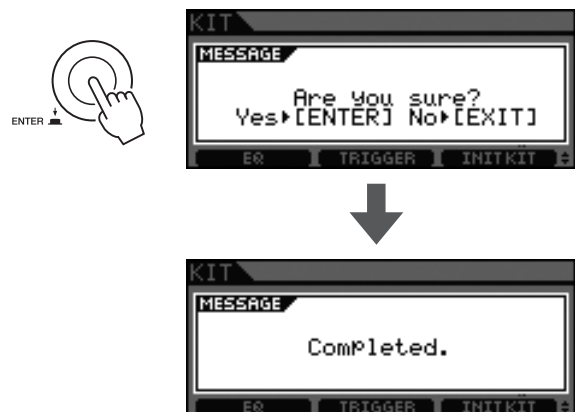 KIT
MESSAGE
Are you sure?
Yes▶[ENTER] No▶[EXIT]
ENTER
EQ TRIGGER INITKIT
KIT
MESSAGE
Completed.
EQ TRIGGER INITKIT